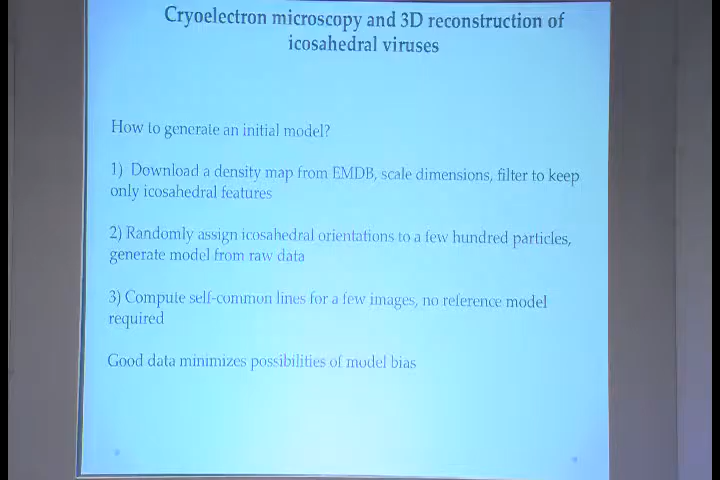 Cryoelectron microscopy and 3D reconstruction of
icosahedral viruses
How to generate an initial model?
1) Download a density map from EMDB, scale dimensions, filter to keep
only icosahedral features
2) Randomly assign icosahedral orientations to a few hundred particles,
generate model from raw data
3) Compute self-common lines for a few images, no reference model
required
Good data minimizes possibilities of model bias